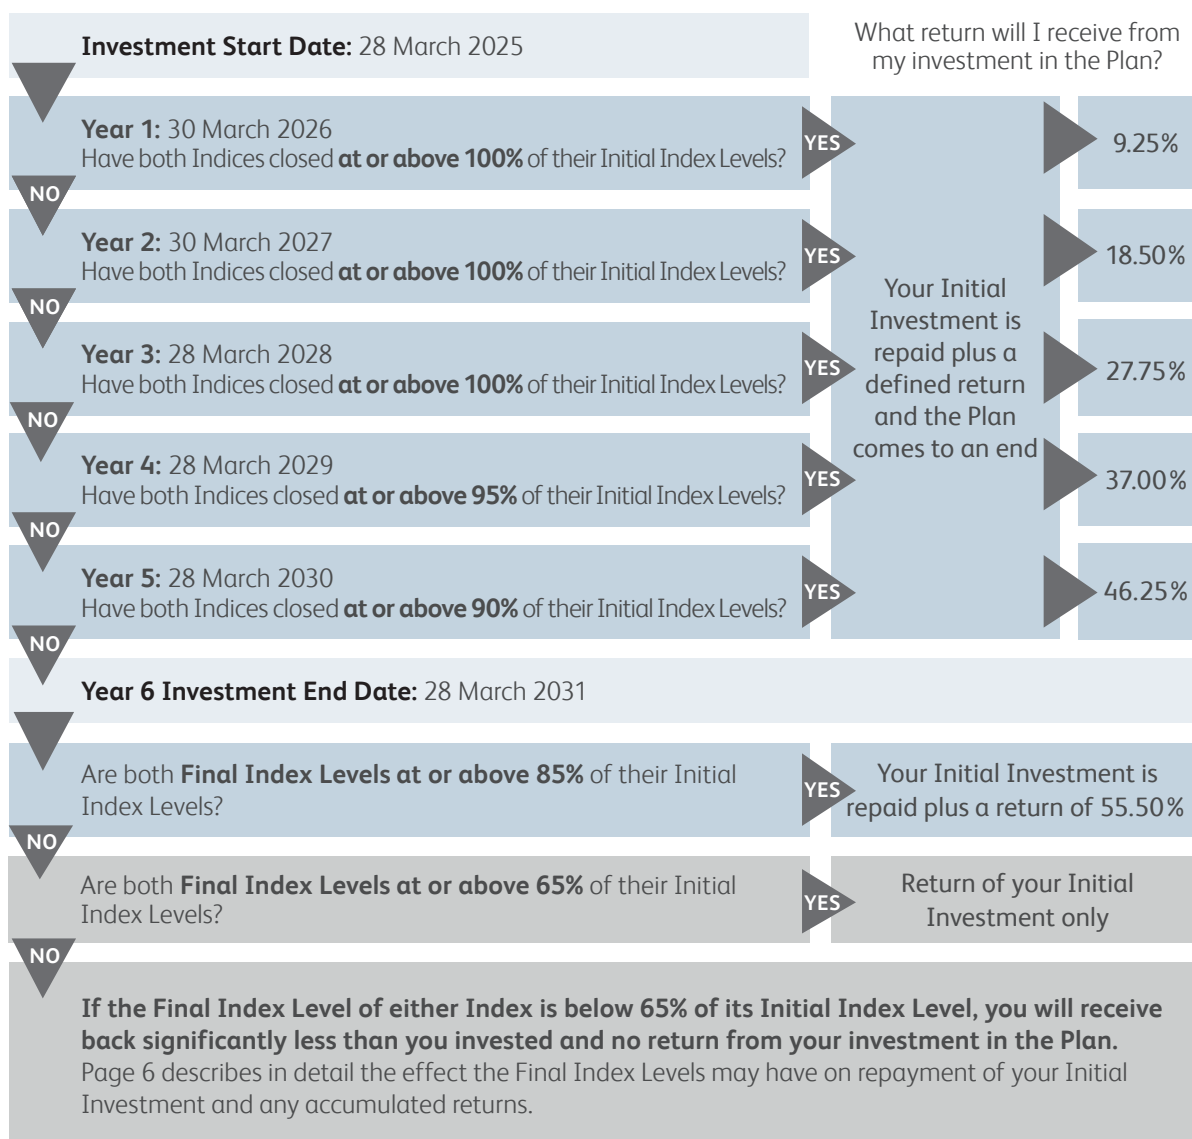 Investment Start Date: 28 March 2025
What return will I receive from
my investment in the Plan?
Year 1: 30 March 2026
Have both Indices closed at or above 100% of their Initial Index Levels?
YES
9.25%
NO
Year 2: 30 March 2027
Have both Indices closed at or above 100% of their Initial Index Levels?
YES
18.50%
NO
Year 3: 28 March 2028
Have both Indices closed at or above 100% of their Initial Index Levels?
YES
27.75%
NO
Year 4: 28 March 2029
Have both Indices closed at or above 95% of their Initial Index Levels?
YES
37.00%
NO
Year 5: 28 March 2030
Have both Indices closed at or above 90% of their Initial Index Levels?
YES
46.25%
Your Initial
Investment is
repaid plus a
defined return
and the Plan
comes to an end
NO
Year 6 Investment End Date: 28 March 2031
Are both Final Index Levels at or above 85% of their Initial
Index Levels?
YES
Your Initial Investment is
repaid plus a return of 55.50%
NO
Are both Final Index Levels at or above 65% of their Initial
Index Levels?
YES
Return of your Initial
Investment only
NO
If the Final Index Level of either Index is below 65% of its Initial Index Level, you will receive
back significantly less than you invested and no return from your investment in the Plan.
Page 6 describes in detail the effect the Final Index Levels may have on repayment of your Initial
Investment and any accumulated returns.